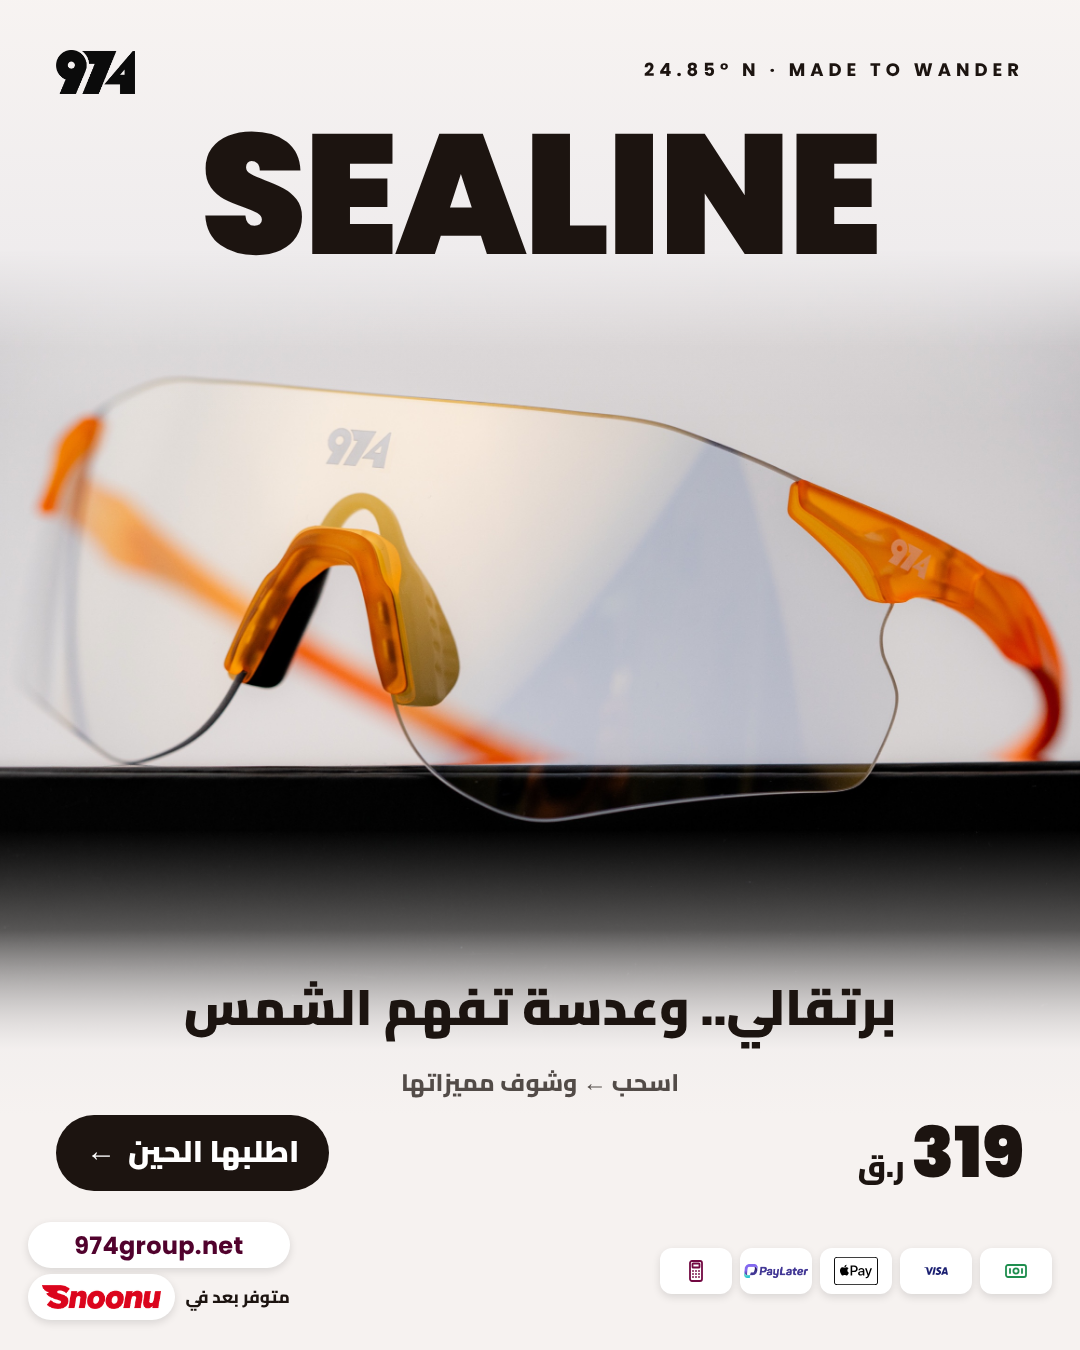 974
24.85° N · MADE TO WANDER
SEALINE
974
974
برتقالي.. وعدسة تفهم الشمس
اسحب ← وشوف مميزاتها
319 ر.ق
اطلبها الحين ←
974group.net
متوفر بعد في Snoonu
PayLater
Pay
VISA